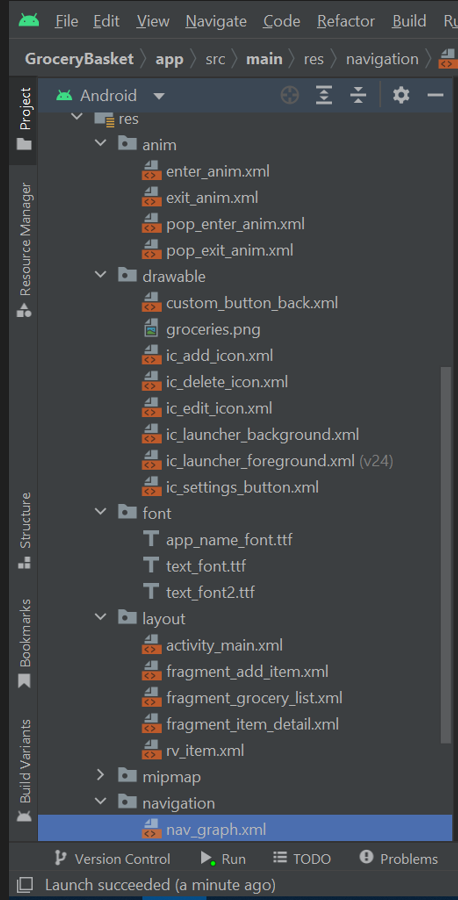 File Edit View Navigate Code Refactor Build
GroceryBasket app src main res navigation
Project
Android
res
anim
enter_anim.xml
exit_anim.xml
pop_enter_anim.xml
pop_exit_anim.xml
Resource Manager
drawable
custom_button_back.xml
groceries.png
ic_add_icon.xml
ic_delete_icon.xml
ic_edit_icon.xml
ic_launcher_background.xml
ic_launcher_foreground.xml (v24)
ic_settings_button.xml
Structure
font
app_name_font.ttf
text_font.ttf
text_font2.ttf
Bookmarks
layout
activity_main.xml
fragment_add_item.xml
fragment_grocery_list.xml
fragment_item_detail.xml
rv_item.xml
Build Variants
mipmap
navigation
nav_graph.xml
Version Control Run TODO Problems
Launch succeeded (a minute ago)